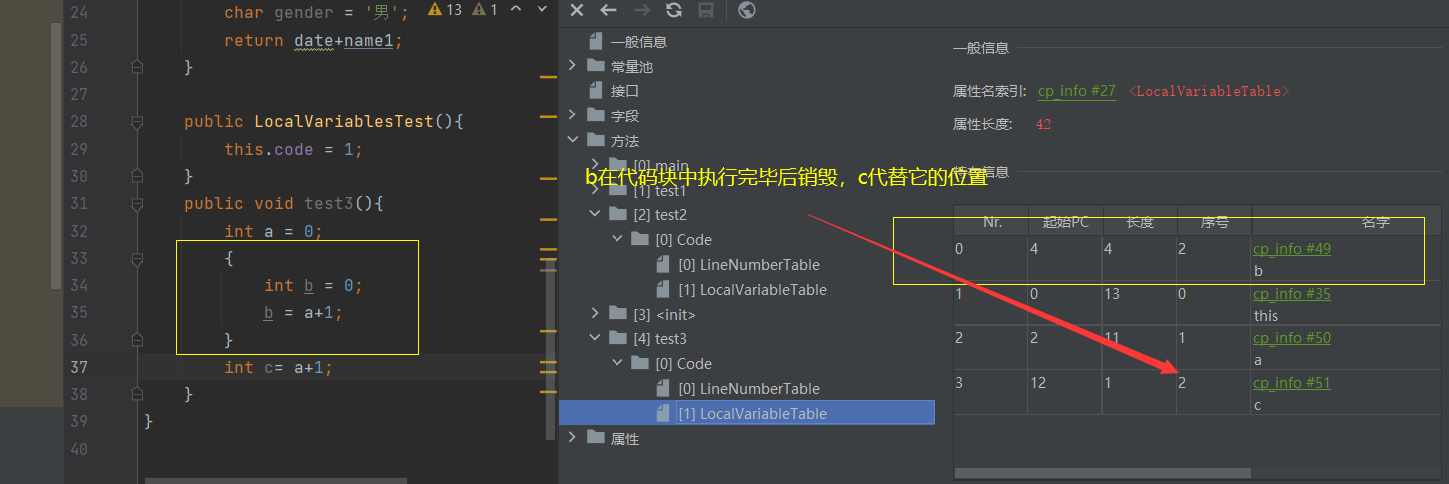 24 char gender = '男';
13 1
25 return date+name1;
26 }
27
28 public LocalVariablesTest(){
29 this.code = 1;
30 }
31 public void test3(){
32 int a = 0;
33 {
34 int b = 0;
35 b = a+1;
36 }
37 int c= a+1;
38 }
39 }
40
一般信息
常量池
接口
字段
方法
[0] main
b在代码块中执行完毕后销毁，c代替它的位置
[1] test1
[2] test2
[0] Code
[0] LineNumberTable
[1] LocalVariableTable
[3] <init>
[4] test3
[0] Code
[0] LineNumberTable
[1] LocalVariableTable
属性
一般信息
属性名索引: cp_info #27 <LocalVariableTable>
属性长度: 42
Nr. 起始PC 长度 序号 名字
0 4 4 2 cp_info #49
b
1 0 13 0 cp_info #35
this
2 2 11 1 cp_info #50
a
3 12 1 2 cp_info #51
c